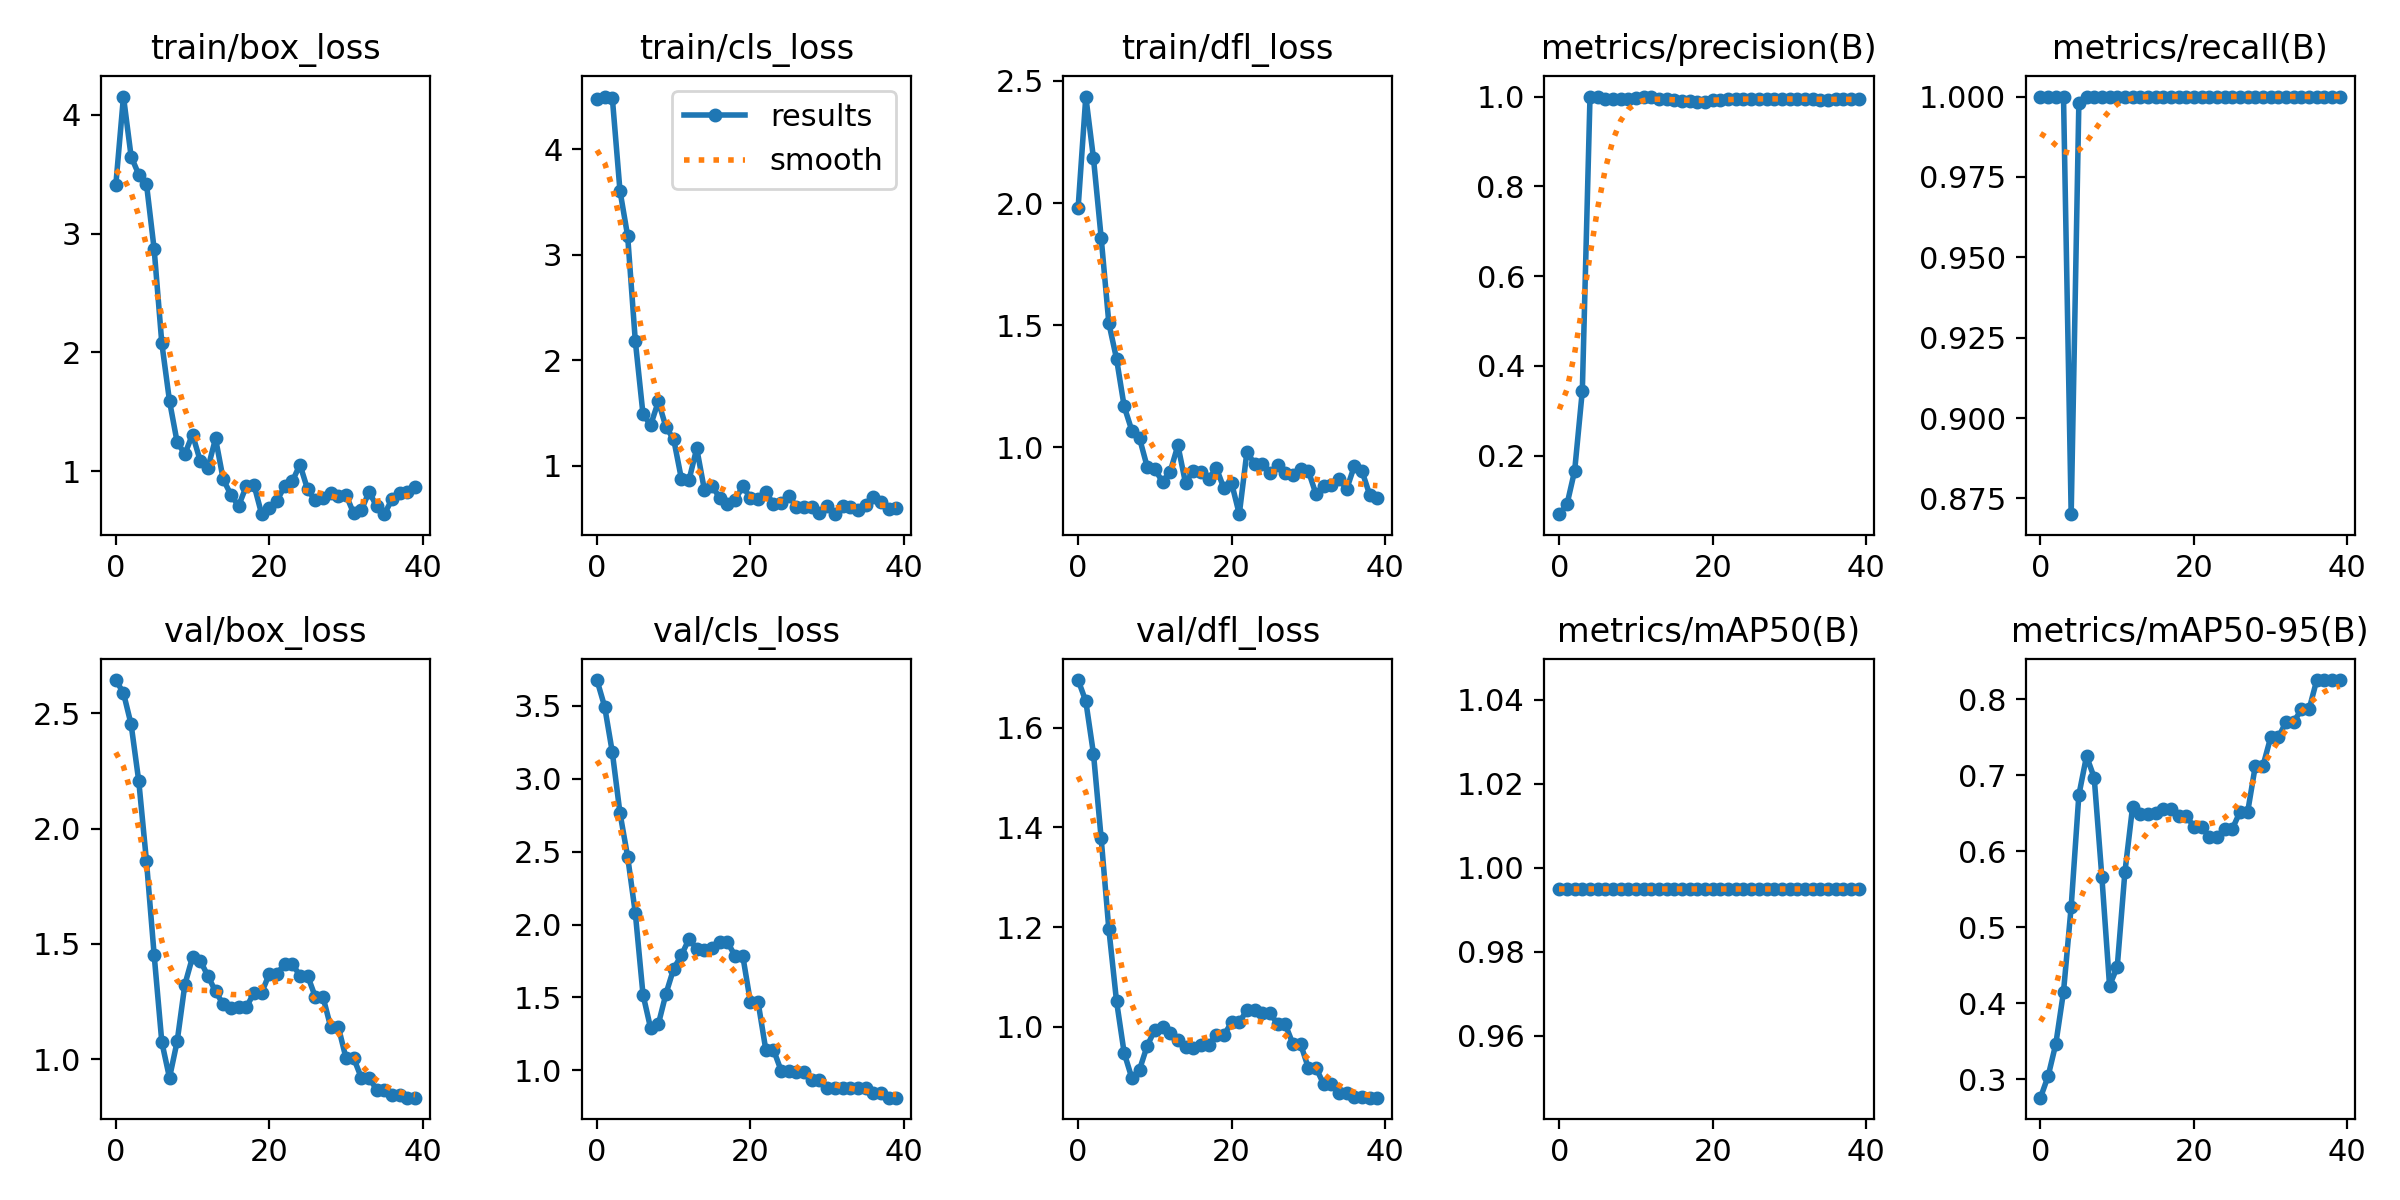 train/box_loss
4
3
2
1
0 20 40
train/cls_loss
results
smooth
4
3
2
1
0 20 40
train/dfl_loss
2.5
2.0
1.5
1.0
0 20 40
metrics/precision(B)
1.0
0.8
0.6
0.4
0.2
0 20 40
metrics/recall(B)
1.000
0.975
0.950
0.925
0.900
0.875
0 20 40
val/box_loss
2.5
2.0
1.5
1.0
0 20 40
val/cls_loss
3.5
3.0
2.5
2.0
1.5
1.0
0 20 40
val/dfl_loss
1.6
1.4
1.2
1.0
0 20 40
metrics/mAP50(B)
1.04
1.02
1.00
0.98
0.96
0 20 40
metrics/mAP50-95(B)
0.8
0.7
0.6
0.5
0.4
0.3
0 20 40